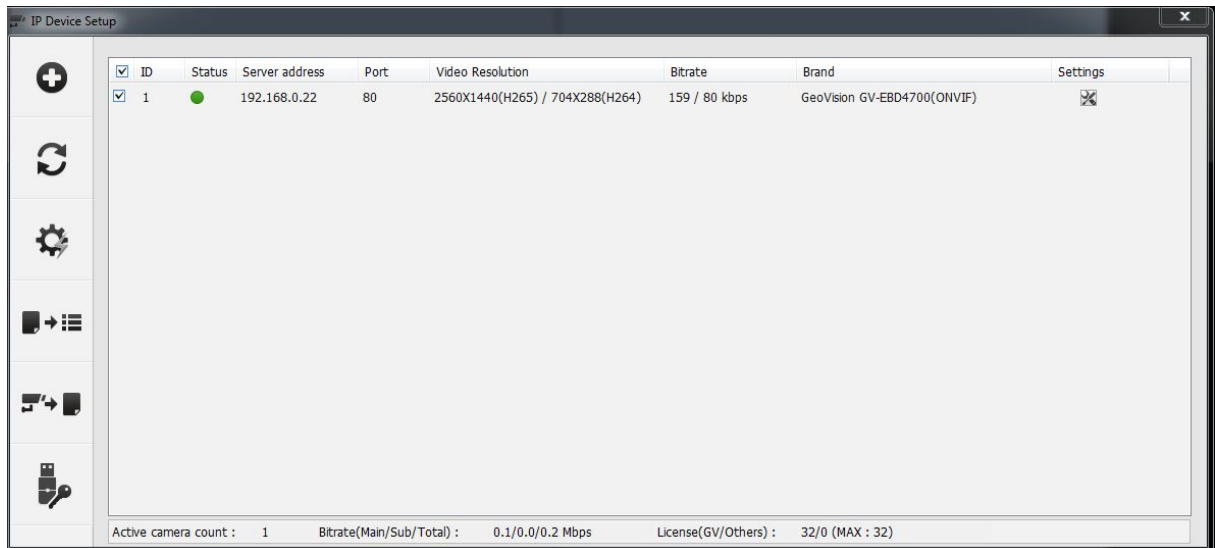 IP Device Setup
x
ID Status Server address Port Video Resolution Bitrate Brand Settings
1 192.168.0.22 80 2560X1440(H265) / 704X288(H264) 159 / 80 kbps GeoVision GV-EBD4700(ONVIF)
Active camera count : 1 Bitrate(Main/Sub/Total) : 0.1/0.0/0.2 Mbps License(GV/Others) : 32/0 (MAX : 32)